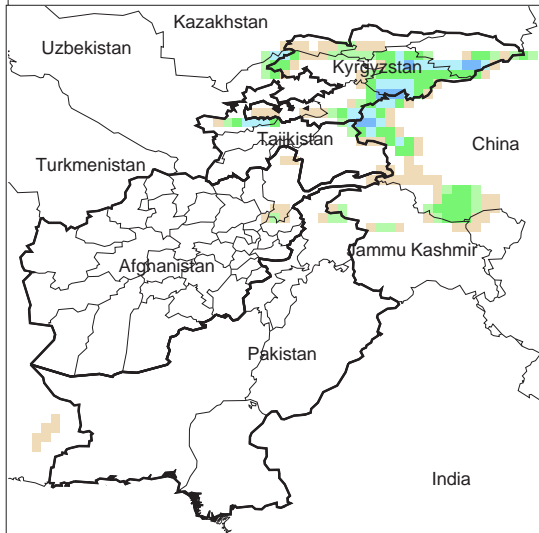 Kazakhstan
Uzbekistan
Kyrgyzstan
Tajikistan
China
Turkmenistan
Jammu Kashmir
Afghanistan
Pakistan
India